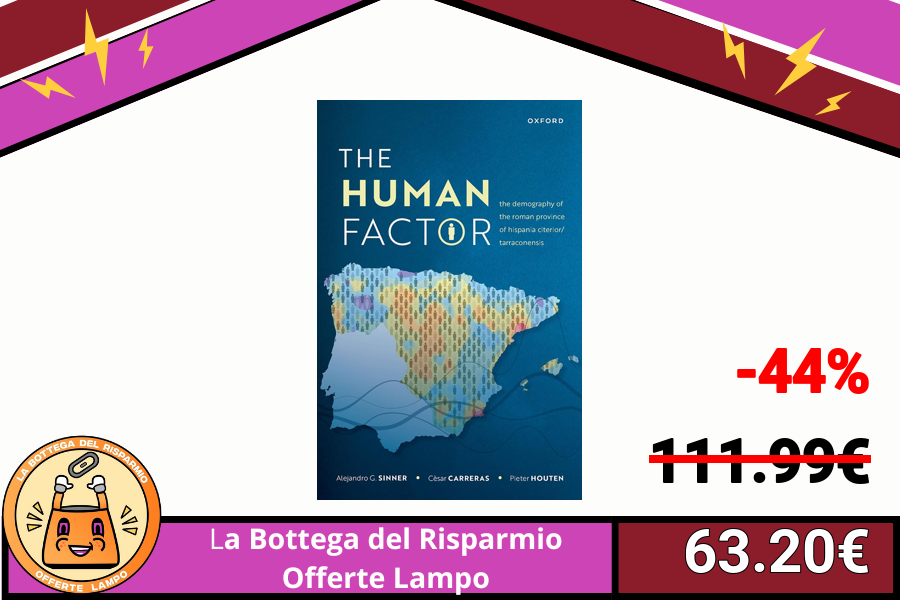 OXFORD
THE
HUMAN
FACTOR
the demography of
the roman province
of hispania citerior/
tarraconensis
Alejandro G. SINNER • Cèsar CARRERAS • Pieter HOUTEN
-44%
111.99€
LA BOTTEGA DEL RISPARMIO
OFFERTE LAMPO
La Bottega del Risparmio
Offerte Lampo
63.20€